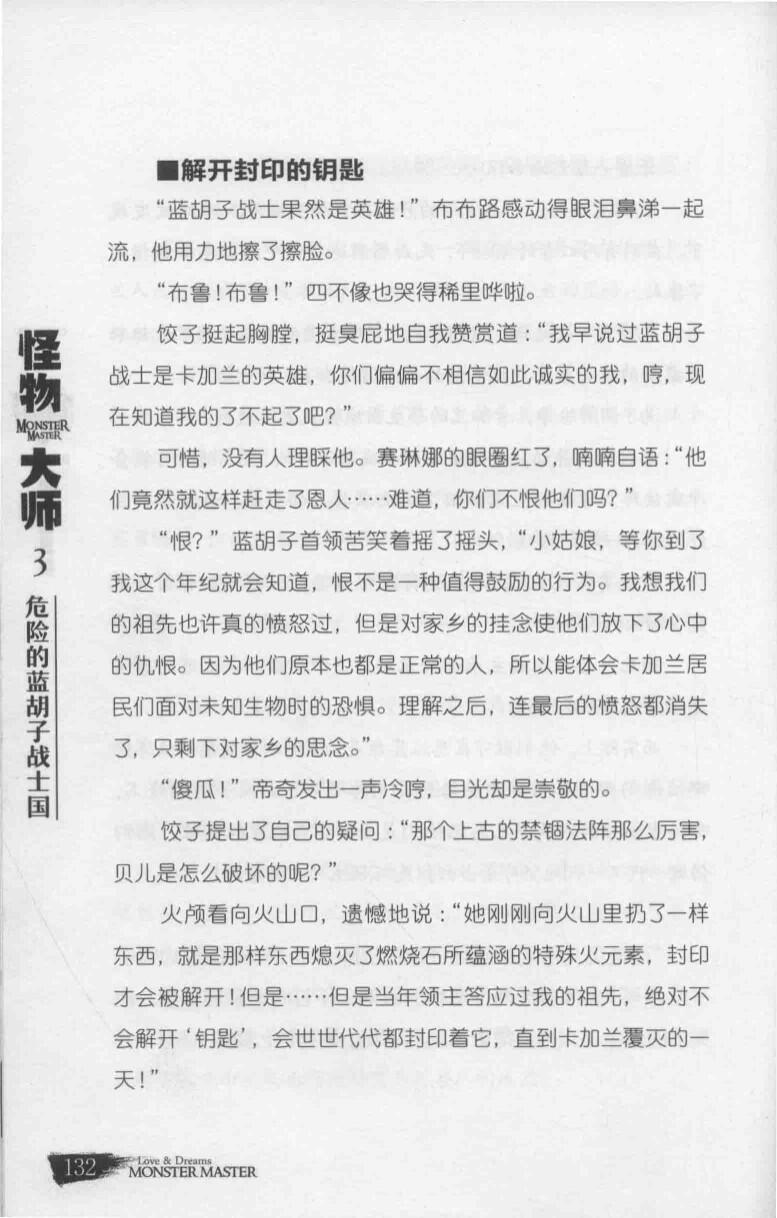 ■解开封印的钥匙
“蓝胡子战士果然是英雄！”布布路感动得眼泪鼻涕一起
流，他用力地擦了擦脸。
“布鲁！布鲁！”四不像也哭得稀里哗啦。
饺子挺起胸膛，挺臭屁地自我赞赏道：“我早说过蓝胡子
战士是卡加兰的英雄，你们偏偏不相信如此诚实的我，哼，现
在知道我的了不起了吧？”
可惜，没有人理睬他。赛琳娜的眼圈红了，喃喃自语：“他
们竟然就这样赶走了恩人……难道，你们不恨他们吗？”
“恨？”蓝胡子首领苦笑着摇了摇头，“小姑娘，等你到了
我这个年纪就会知道，恨不是一种值得鼓励的行为。我想我们
的祖先也许真的愤怒过，但是对家乡的挂念使他们放下了心中
的仇恨。因为他们原本也都是正常的人，所以能体会卡加兰居
民们面对未知生物时的恐惧。理解之后，连最后的愤怒都消失
了，只剩下对家乡的思念。”
“傻瓜！”帝奇发出一声冷哼，目光却是崇敬的。
饺子提出了自己的疑问：“那个上古的禁锢法阵那么厉害，
贝儿是怎么破坏的呢？”
火颅看向火山口，遗憾地说：“她刚刚向火山里扔了一样
东西，就是那样东西熄灭了燃烧石所蕴涵的特殊火元素，封印
才会被解开！但是……但是当年领主答应过我的祖先，绝对不
会解开‘钥匙’，会世世代代都封印着它，直到卡加兰覆灭的一
天！”
怪物
MONSTER
MASTER
大师
3
危险的蓝胡子战士国
132
Love & Dreams
MONSTER MASTER